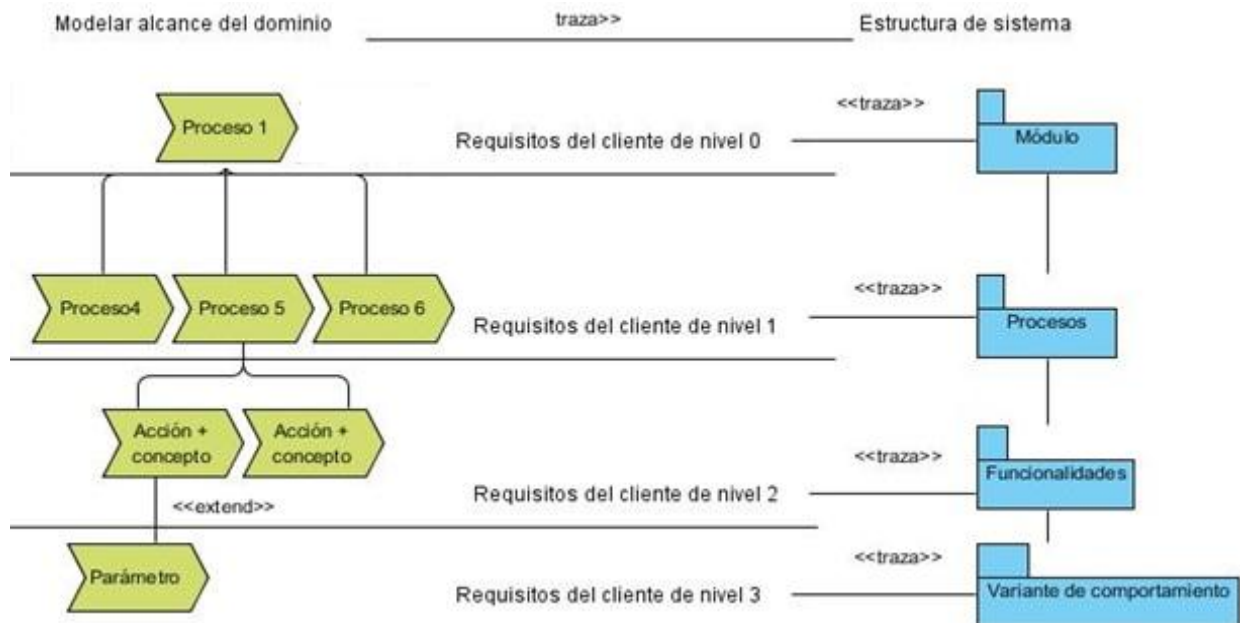 Modelar alcance del dominio
traza>>
Estructura de sistema
Proceso 1
Requisitos del cliente de nivel 0
<<traza>>
Módulo
Proceso4
Proceso 5
Proceso 6
Requisitos del cliente de nivel 1
<<traza>>
Procesos
Acción +
concepto
Acción +
concepto
<<extend>>
Requisitos del cliente de nivel 2
<<traza>>
Funcionalidades
Parámetro
Requisitos del cliente de nivel 3
<<traza>>
Variante de comportamiento